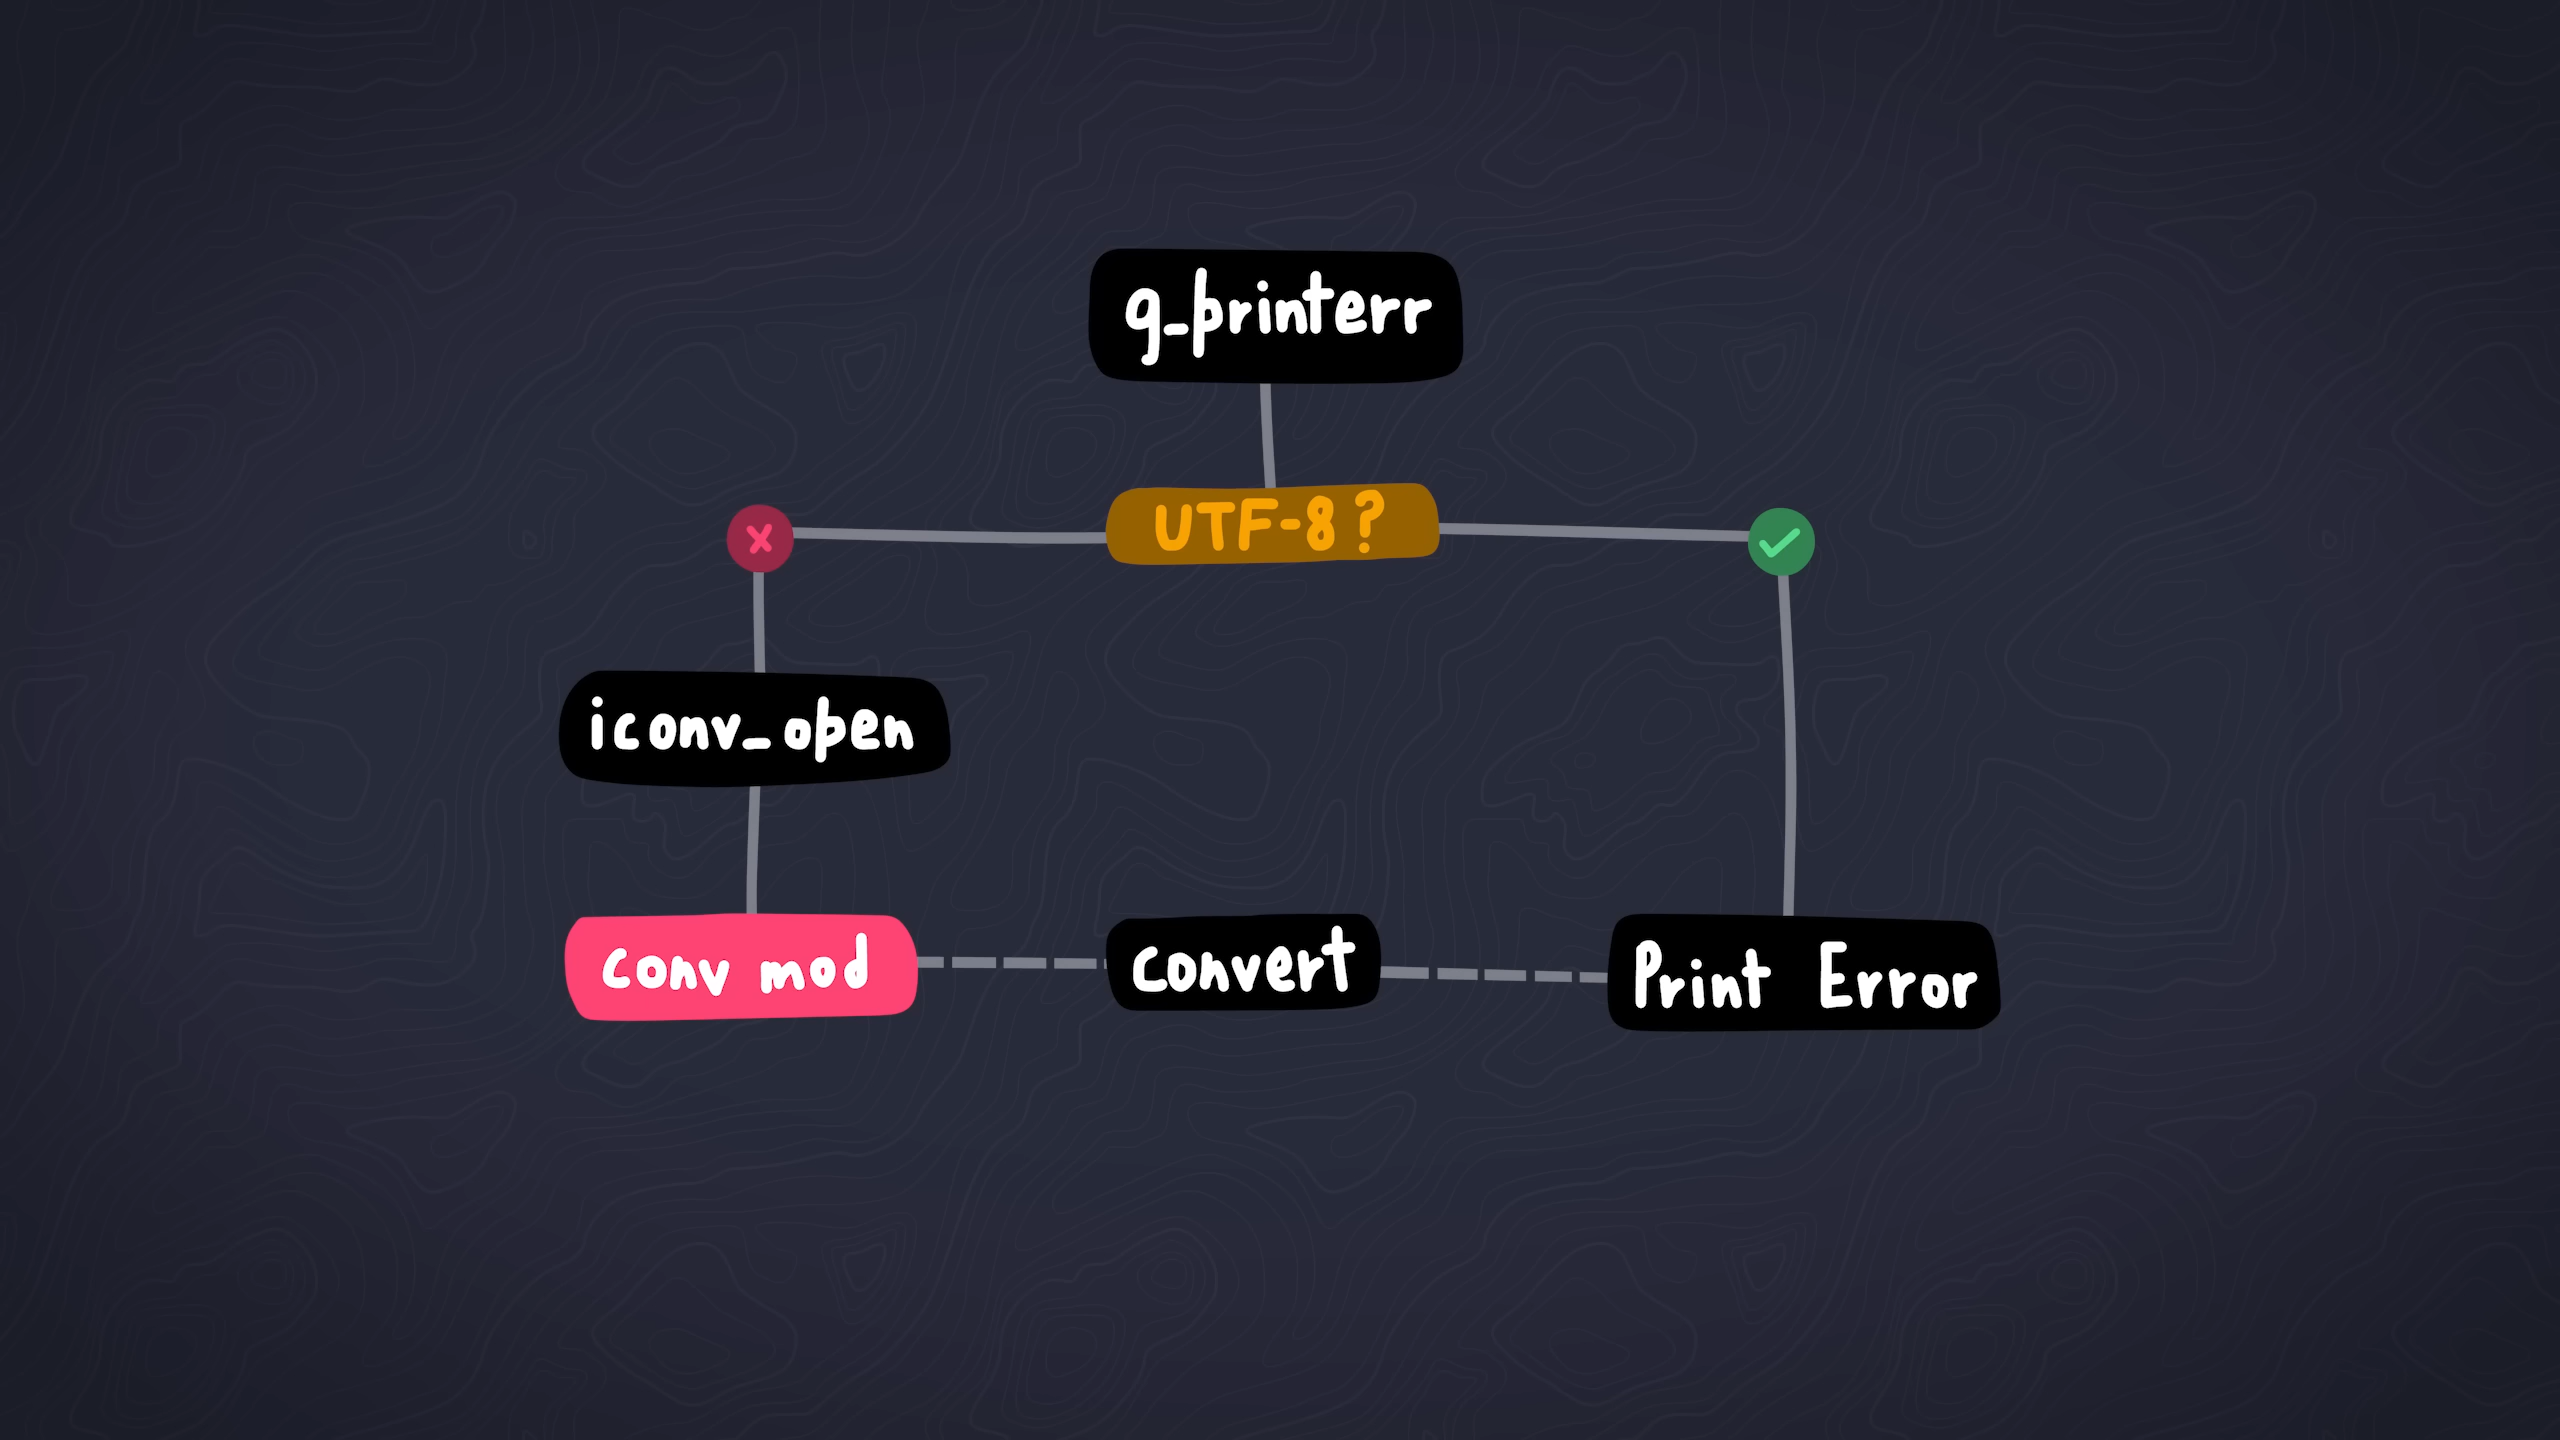 g_printerr
UTF-8?
iconv_open
conv mod
convert
Print Error